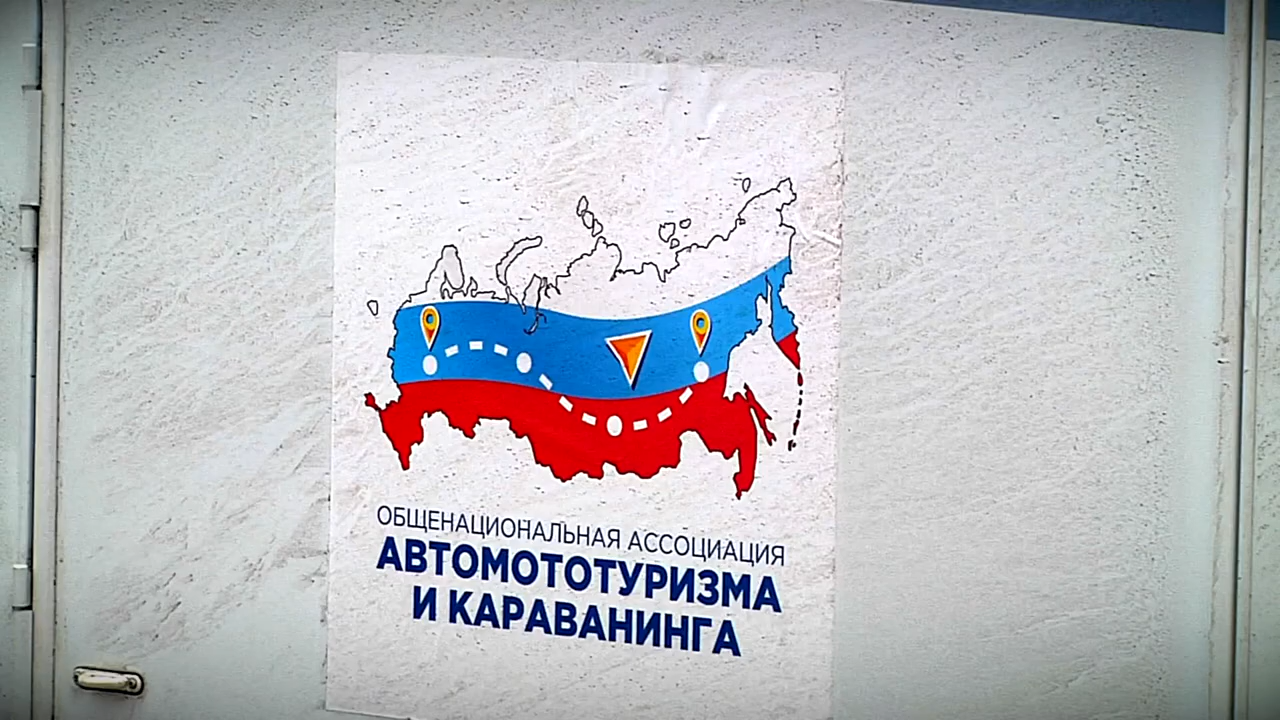 ОБЩЕНАЦИОНАЛЬНАЯ АССОЦИАЦИЯ
АВТОМОТОТУРИЗМА
И КАРАВАНИНГА